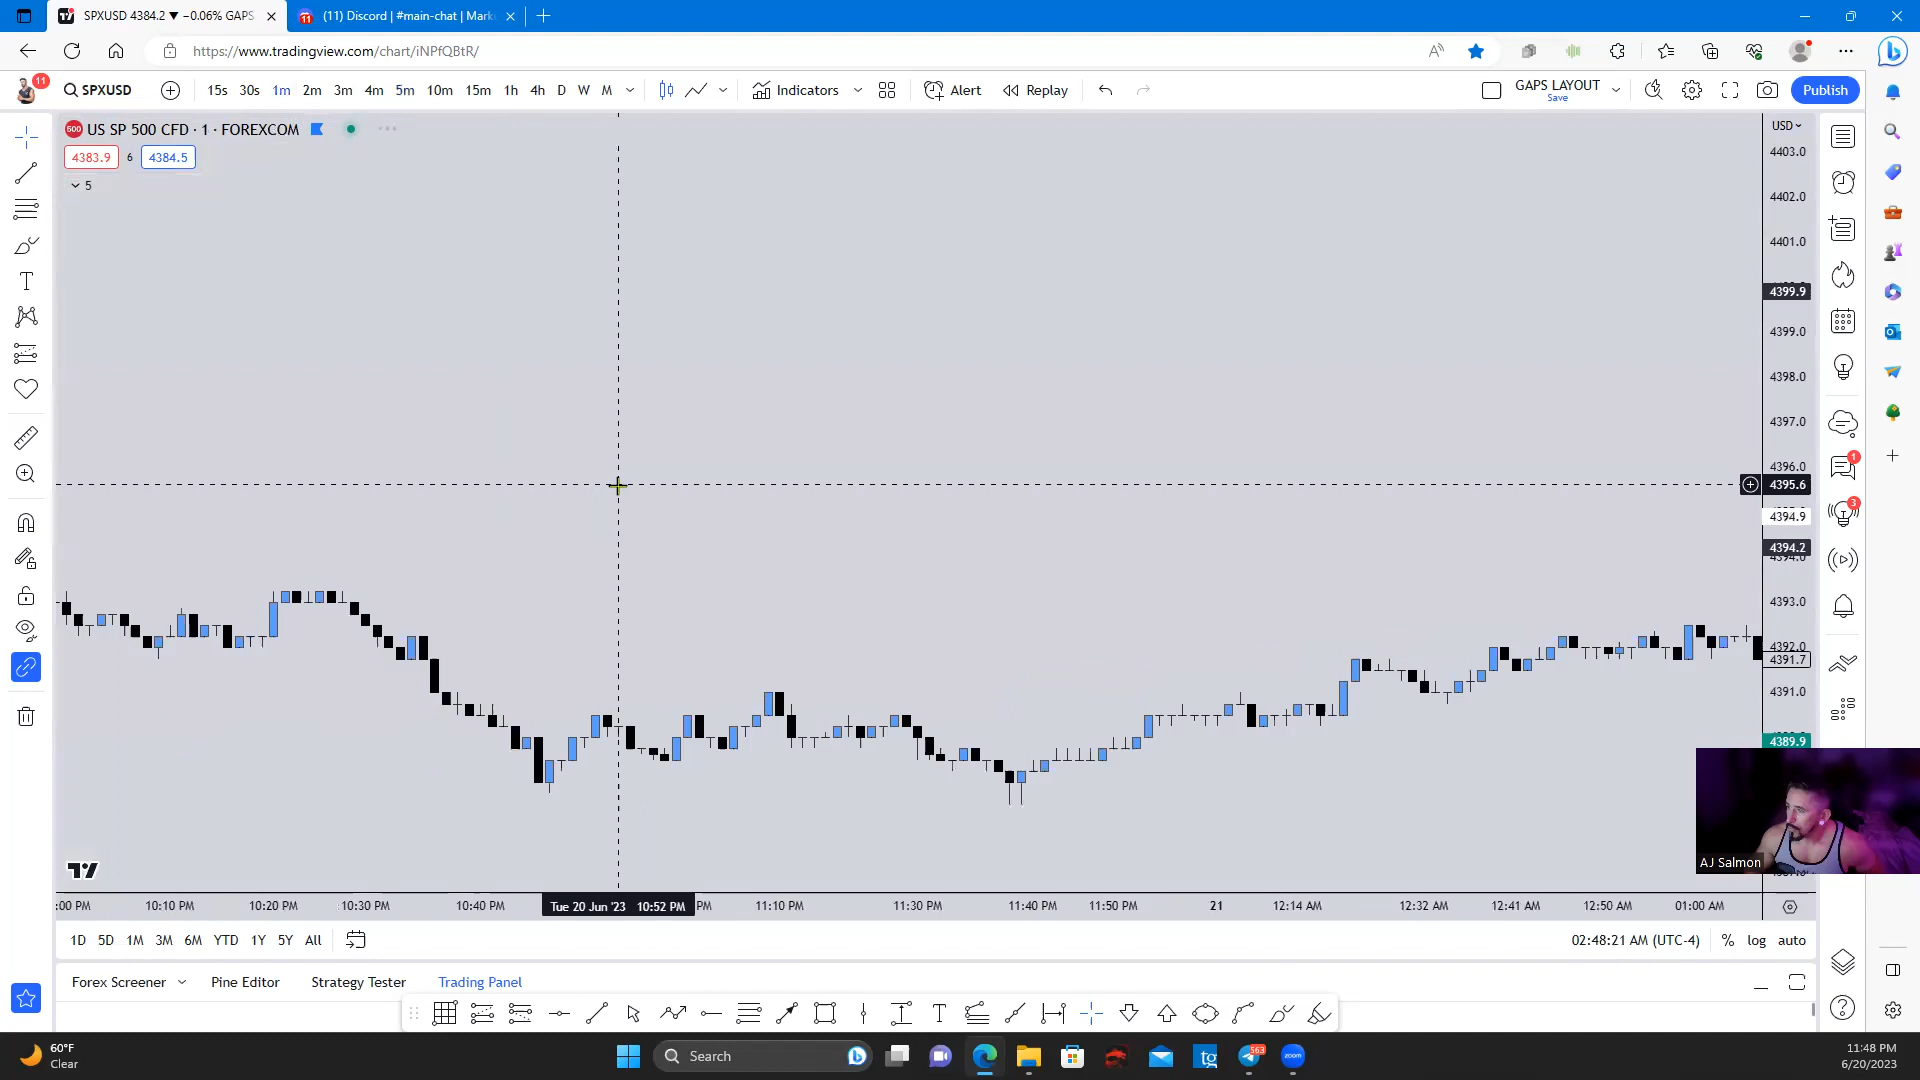 SPXUSD 4384.2 ▼ −0.06% GAPS
(11) Discord | #main-chat | Mark
https://www.tradingview.com/chart/iNPfQBtR/
11
SPXUSD
15s 30s 1m 2m 3m 4m 5m 10m 15m 1h 4h D W M
Indicators
Alert
Replay
GAPS LAYOUT
Save
Publish
500 US SP 500 CFD · 1 · FOREXCOM
4383.9 6 4384.5
5
USD
4403.0
4402.0
4401.0
4399.9
4399.0
4398.0
4397.0
4396.0
4395.6
4394.9
4394.2
4393.0
4392.0
4391.7
4391.0
4389.9
1
3
AJ Salmon
:00 PM 10:10 PM 10:20 PM 10:30 PM 10:40 PM Tue 20 Jun '23 10:52 PM PM 11:10 PM 11:30 PM 11:40 PM 11:50 PM 21 12:14 AM 12:32 AM 12:41 AM 12:50 AM 01:00 AM
1D 5D 1M 3M 6M YTD 1Y 5Y All
02:48:21 AM (UTC-4) % log auto
Forex Screener Pine Editor Strategy Tester Trading Panel
60°F
Clear
Search
tg
563
zoom
11:48 PM
6/20/2023